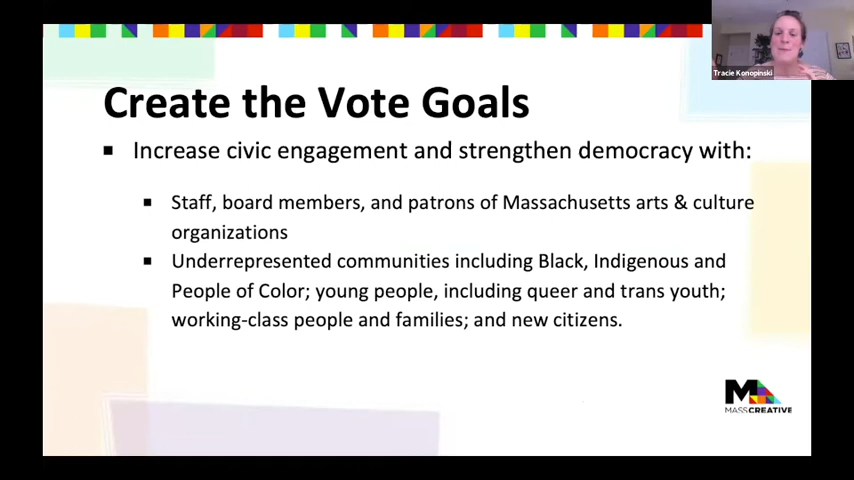 Tracie Konopinski
Create the Vote Goals
Increase civic engagement and strengthen democracy with:
Staff, board members, and patrons of Massachusetts arts & culture
organizations
Underrepresented communities including Black, Indigenous and
People of Color; young people, including queer and trans youth;
working-class people and families; and new citizens.
M
MASSCREATIVE